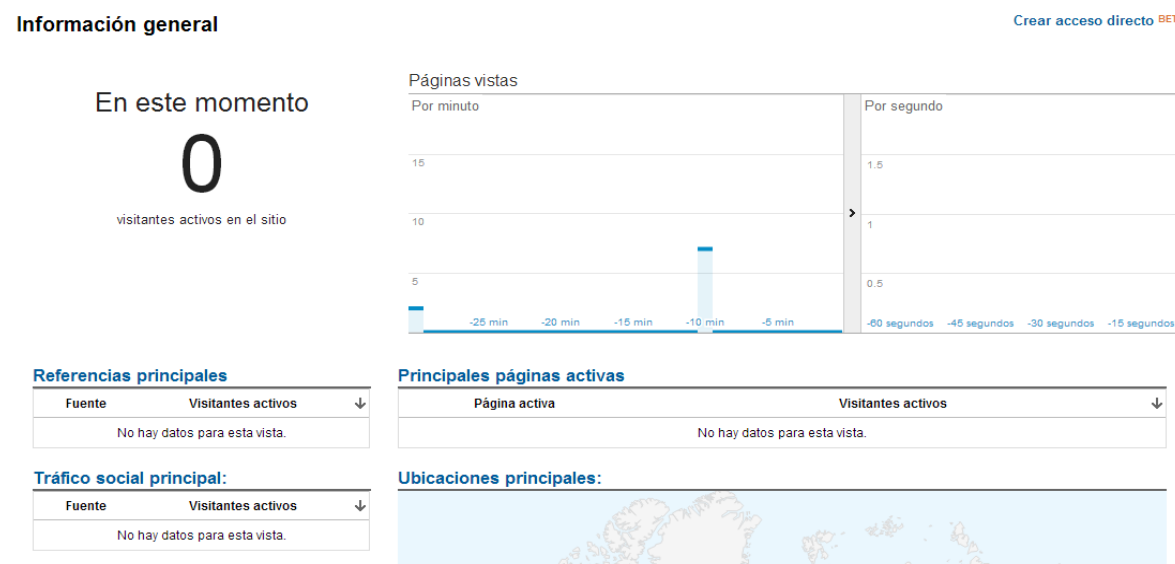 Información general
Crear acceso directo BET
En este momento
0
visitantes activos en el sitio
Páginas vistas
Por minuto
15
10
5
-25 min -20 min -15 min -10 min -5 min
Por segundo
1.5
1
0.5
-60 segundos -45 segundos -30 segundos -15 segundos
Referencias principales
Fuente Visitantes activos
No hay datos para esta vista.
Principales páginas activas
Página activa Visitantes activos
No hay datos para esta vista.
Tráfico social principal:
Fuente Visitantes activos
No hay datos para esta vista.
Ubicaciones principales: